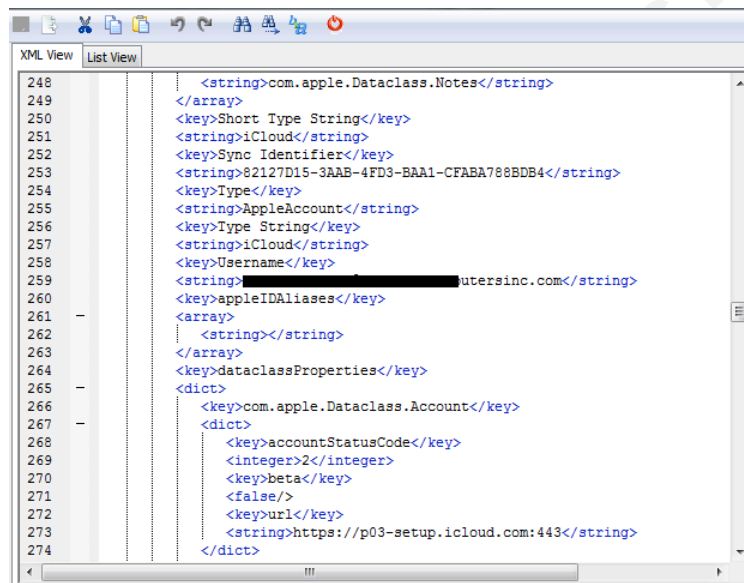 XML View List View
248 <string>com.apple.Dataclass.Notes</string>
249 </array>
250 <key>Short Type String</key>
251 <string>iCloud</string>
252 <key>Sync Identifier</key>
253 <string>82127D15-3AAB-4FD3-BAA1-CFABA788BDB4</string>
254 <key>Type</key>
255 <string>AppleAccount</string>
256 <key>Type String</key>
257 <string>iCloud</string>
258 <key>Username</key>
259 <string> utersinc.com</string>
260 <key>appleIDAliases</key>
261 <array>
262 <string></string>
263 </array>
264 <key>dataclassProperties</key>
265 <dict>
266 <key>com.apple.Dataclass.Account</key>
267 <dict>
268 <key>accountStatusCode</key>
269 <integer>2</integer>
270 <key>beta</key>
271 <false/>
272 <key>url</key>
273 <string>https://p03-setup.icloud.com:443</string>
274 </dict>